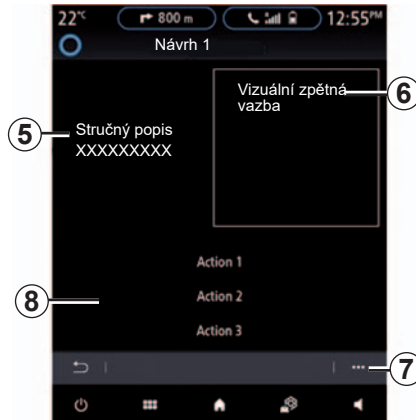 22°C
800 m
12:55PM
Návrh 1
Vizuální zpětná
vazba
6
5
Stručný popis
XXXXXXXXX
Action 1
8
Action 2
Action 3
7